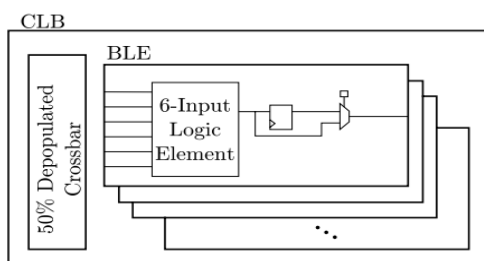 CLB
BLE
50% Depopulated
Crossbar
6-Input
Logic
Element